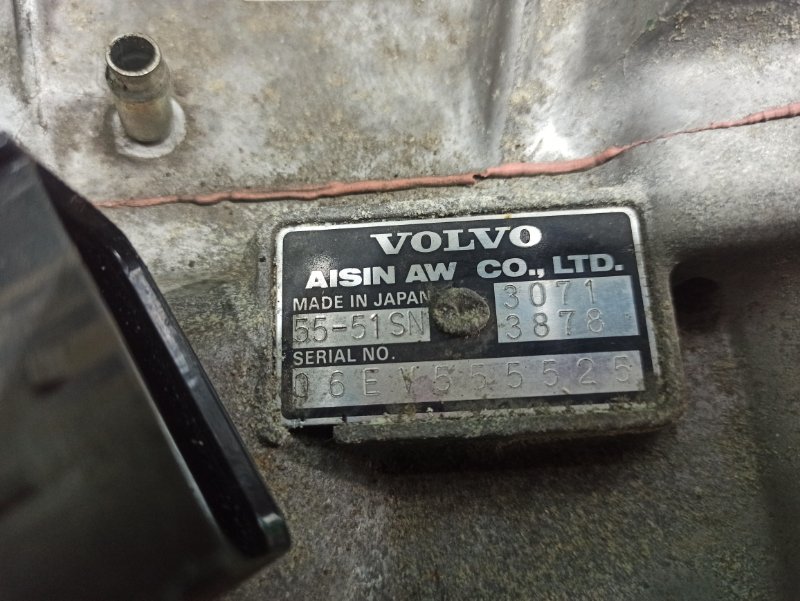 VOLVO
AISIN AW CO., LTD.
MADE IN JAPAN 3071
55-51SN 3878
SERIAL NO.
06EV555525